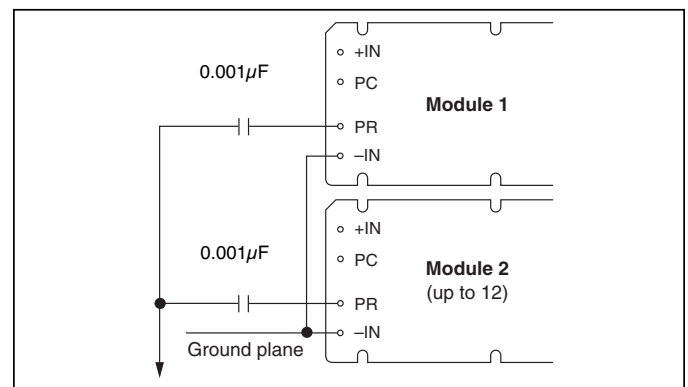 +IN
0.001µF
PC
Module 1
PR
–IN
+IN
0.001µF
PC
Module 2
(up to 12)
PR
–IN
Ground plane